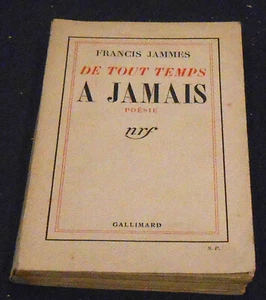 FRANCIS JAMMES
DE TOUT TEMPS
A JAMAIS
POÉSIE
nrf
GALLIMARD